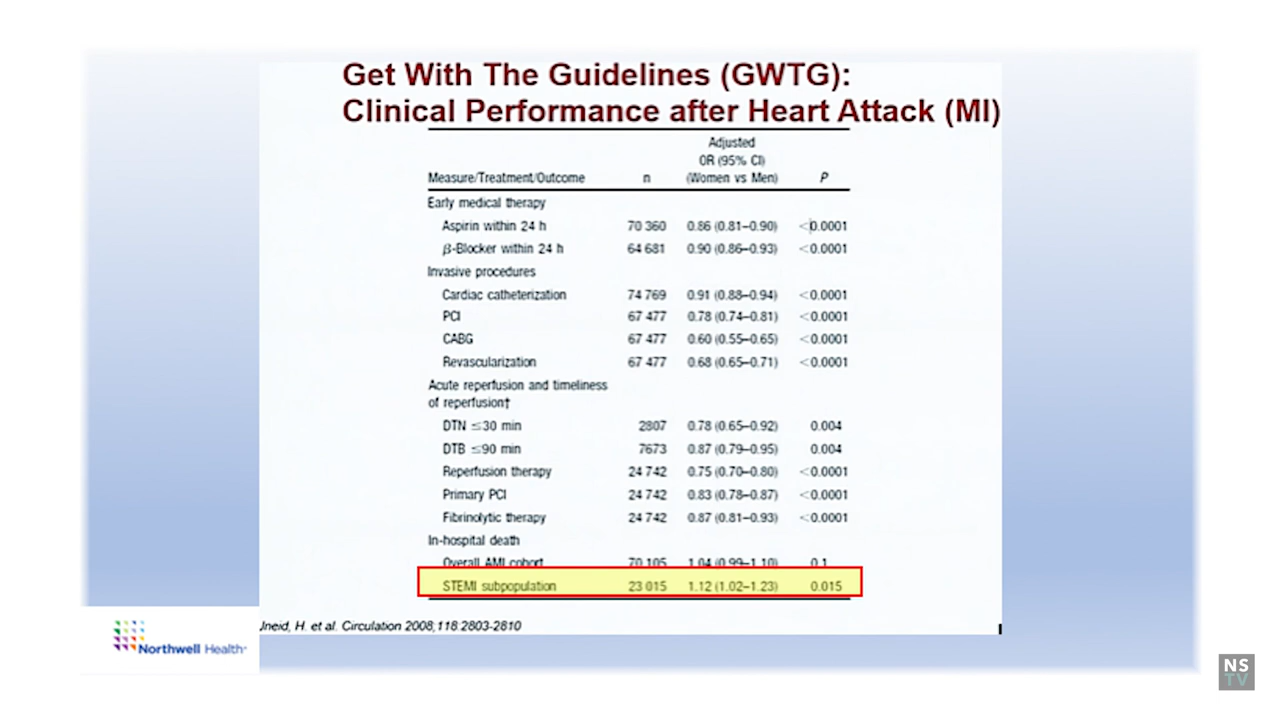 Get With The Guidelines (GWTG):
Clinical Performance after Heart Attack (MI)
Adjusted
OR (95% CI)
Measure/Treatment/Outcome n (Women vs Men) P
Early medical therapy
Aspirin within 24 h 70 360 0.86 (0.81–0.90) <0.0001
β-Blocker within 24 h 64 681 0.90 (0.86–0.93) <0.0001
Invasive procedures
Cardiac catheterization 74 769 0.91 (0.88–0.94) <0.0001
PCI 67 477 0.78 (0.74–0.81) <0.0001
CABG 67 477 0.60 (0.55–0.65) <0.0001
Revascularization 67 477 0.68 (0.65–0.71) <0.0001
Acute reperfusion and timeliness
of reperfusion†
DTN ≤30 min 2807 0.78 (0.65–0.92) 0.004
DTB ≤90 min 7673 0.87 (0.79–0.95) 0.004
Reperfusion therapy 24 742 0.75 (0.70–0.80) <0.0001
Primary PCI 24 742 0.83 (0.78–0.87) <0.0001
Fibrinolytic therapy 24 742 0.87 (0.81–0.93) <0.0001
In-hospital death
Overall AMI cohort 70 105 1.04 (0.99–1.10) 0.1
STEMI subpopulation 23 015 1.12 (1.02–1.23) 0.015
Jneid, H. et al. Circulation 2008;118:2803-2810
Northwell Health
NS
TV